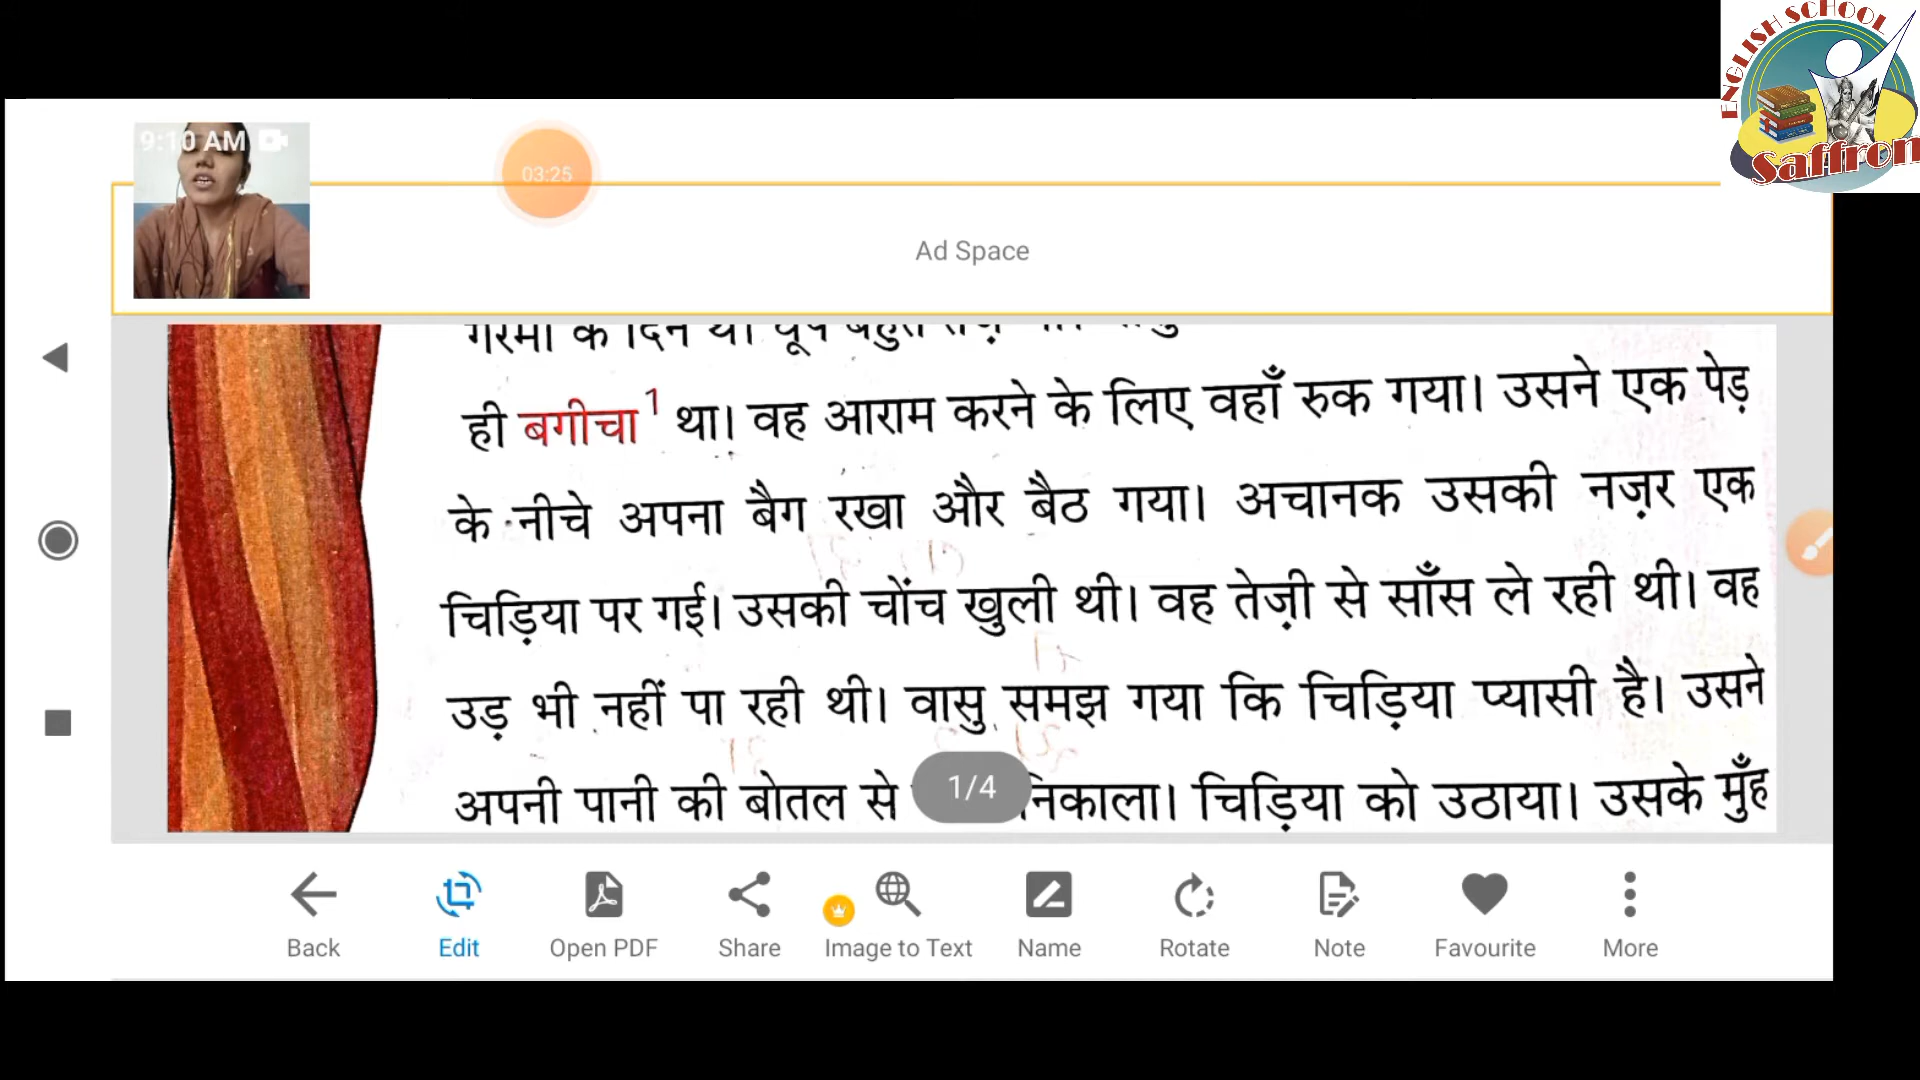 ENGLISH SCHOOL
Saffron
9:10 AM
03:25
Ad Space
गरमी के दिन थे। धूप बहुत तेज़
ही बगीचा1 था। वह आराम करने के लिए वहाँ रुक गया। उसने एक पेड़
के नीचे अपना बैग रखा और बैठ गया। अचानक उसकी नज़र एक
चिड़िया पर गई। उसकी चोंच खुली थी। वह तेज़ी से साँस ले रही थी। वह
उड़ भी नहीं पा रही थी। वासु समझ गया कि चिड़िया प्यासी है। उसने
अपनी पानी की बोतल से निकाला। चिड़िया को उठाया। उसके मुँह
1/4
Back Edit Open PDF Share Image to Text Name Rotate Note Favourite More